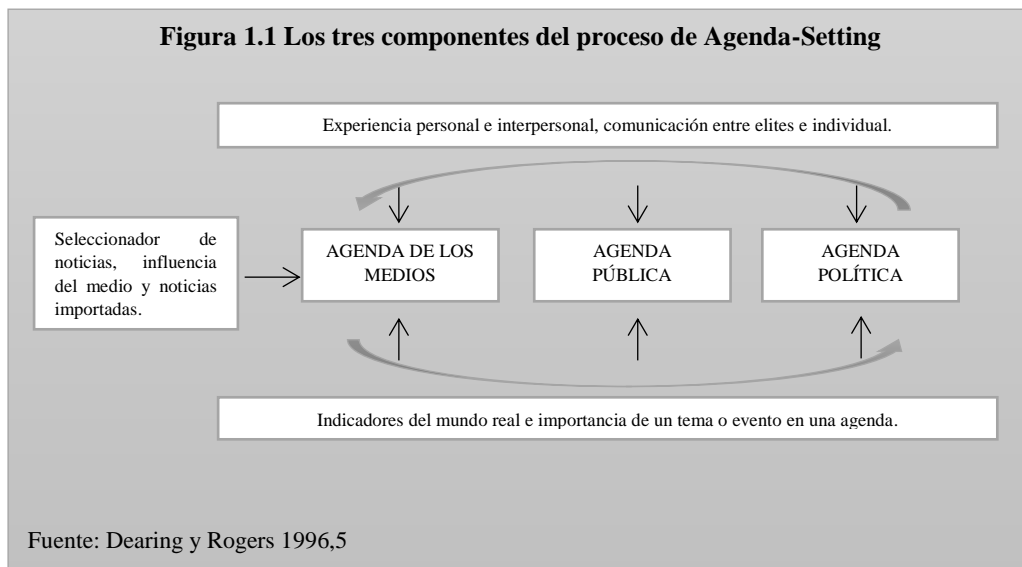 Figura 1.1 Los tres componentes del proceso de Agenda-Setting
Experiencia personal e interpersonal, comunicación entre elites e individual.
Seleccionador de
noticias, influencia
del medio y noticias
importadas.
AGENDA DE LOS
MEDIOS
AGENDA
PÚBLICA
AGENDA
POLÍTICA
Indicadores del mundo real e importancia de un tema o evento en una agenda.
Fuente: Dearing y Rogers 1996,5